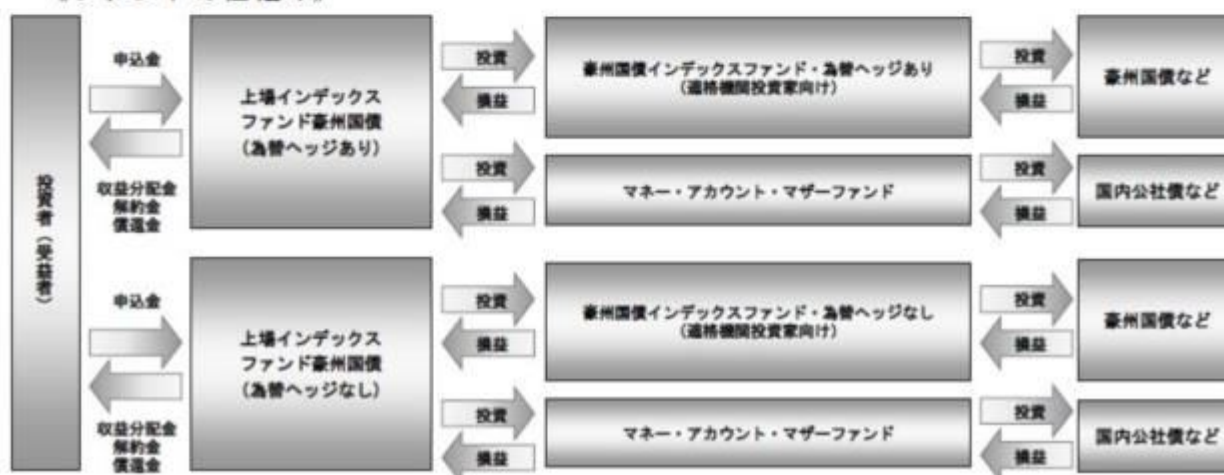 投資者（受益者）
申込金
収益分配金
解約金
償還金
上場インデックス
ファンド豪州国債
（為替ヘッジあり）
投資
損益
豪州国債インデックスファンド・為替ヘッジあり
（適格機関投資家向け）
投資
損益
豪州国債など
投資
損益
マネー・アカウント・マザーファンド
投資
損益
国内公社債など
申込金
収益分配金
解約金
償還金
上場インデックス
ファンド豪州国債
（為替ヘッジなし）
投資
損益
豪州国債インデックスファンド・為替ヘッジなし
（適格機関投資家向け）
投資
損益
豪州国債など
投資
損益
マネー・アカウント・マザーファンド
投資
損益
国内公社債など